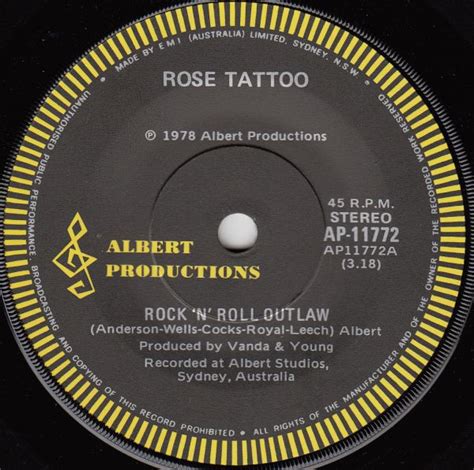 MADE BY EMI (AUSTRALIA) LIMITED, SYDNEY, N.S.W.
ALL RIGHTS OF THE MANUFACTURER AND OF THE OWNER OF THE RECORDED WORK RESERVED.
UNAUTHORISED PUBLIC PERFORMANCE, BROADCASTING AND COPYING OF THIS RECORD PROHIBITED
ROSE TATTOO
℗ 1978 Albert Productions
45 R.P.M.
STEREO
AP-11772
AP11772A
(3.18)
ALBERT
PRODUCTIONS
ROCK 'N' ROLL OUTLAW
(Anderson-Wells-Cocks-Royal-Leech) Albert
Produced by Vanda & Young
Recorded at Albert Studios,
Sydney, Australia